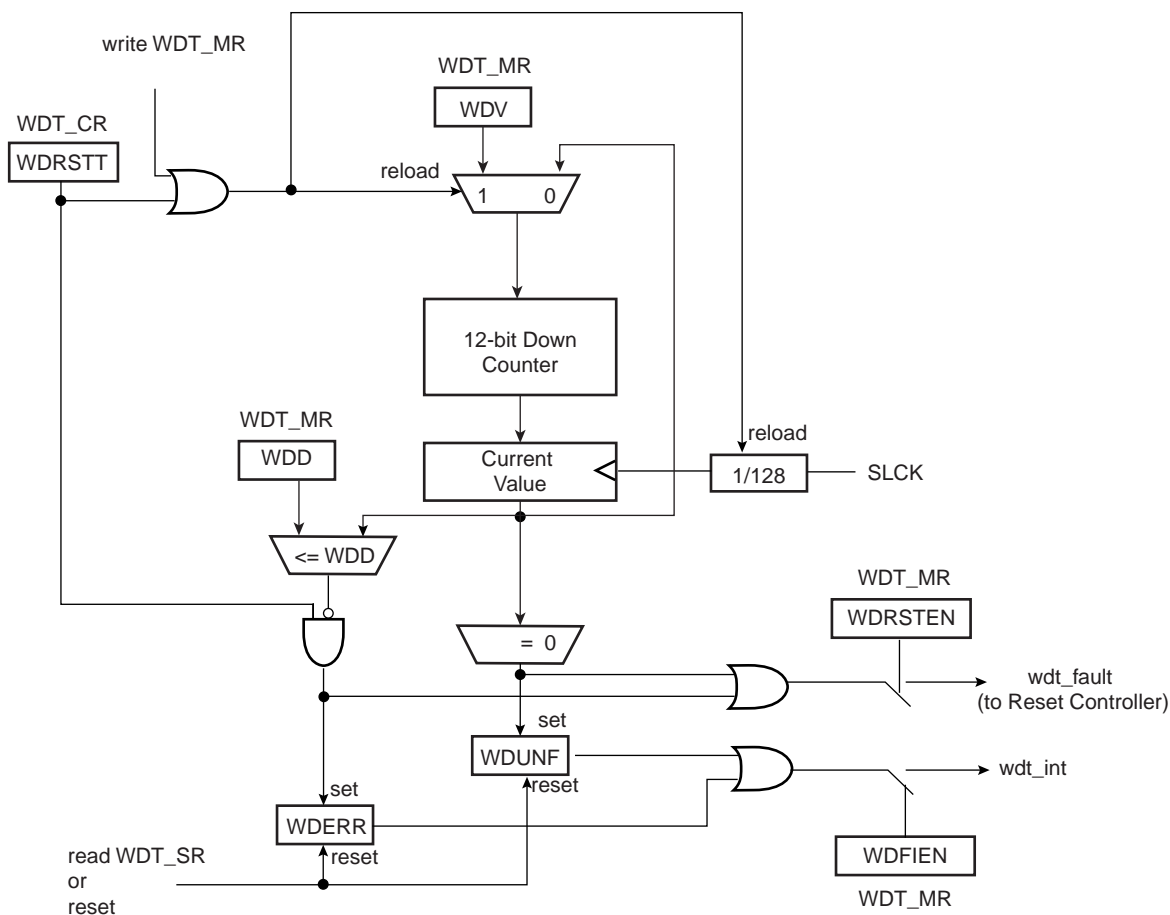 write WDT_MR
WDT_MR
WDV
WDT_CR
WDRSTT
reload
1 0
12-bit Down
Counter
WDT_MR
WDD
reload
Current
Value
1/128
SLCK
<= WDD
WDT_MR
WDRSTEN
= 0
wdt_fault
(to Reset Controller)
set
WDUNF
reset
wdt_int
set
WDERR
reset
read WDT_SR
or
reset
WDFIEN
WDT_MR